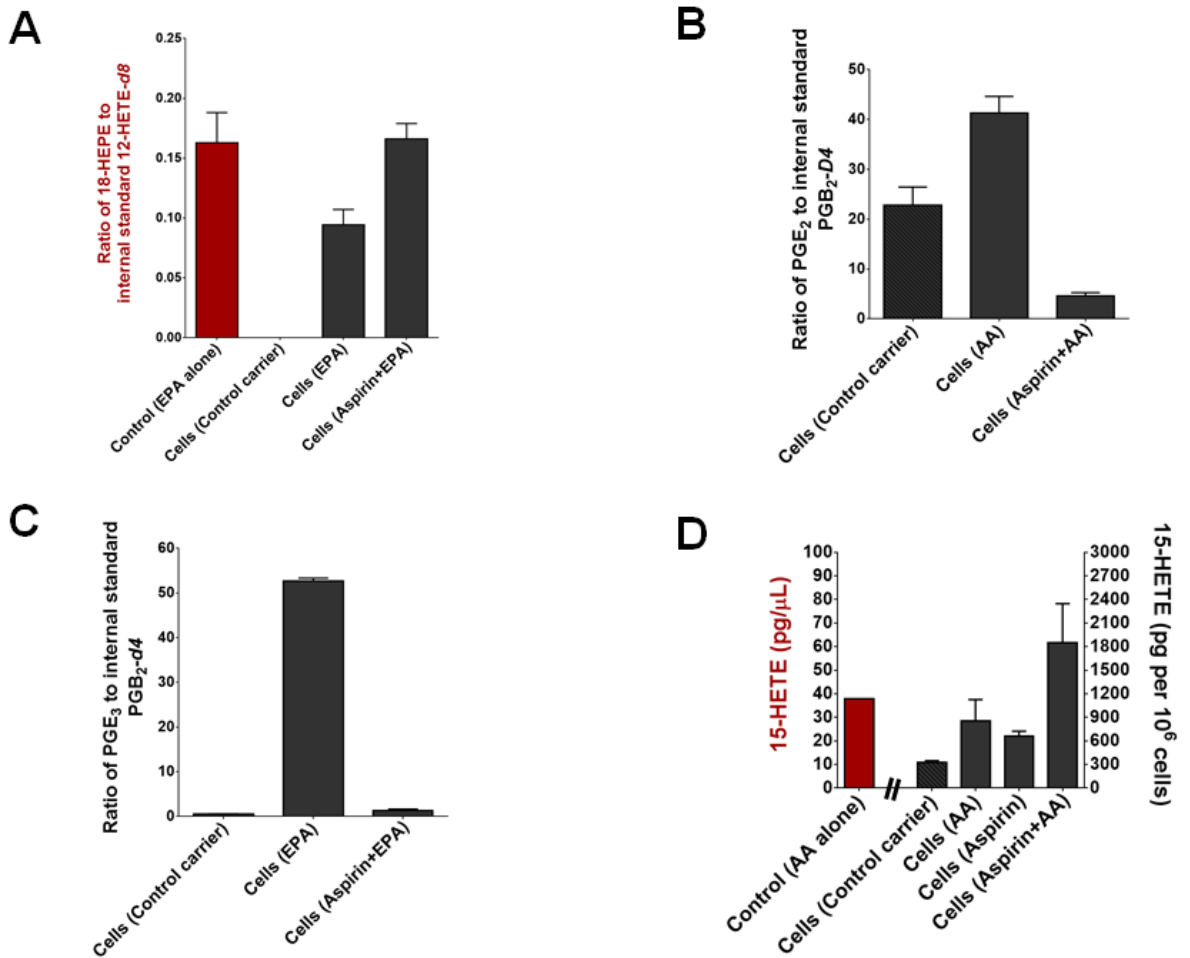 A
Ratio of 18-HEPE to
internal standard 12-HETE-d8
0.25
0.20
0.15
0.10
0.05
0.00
Control (EPA alone)
Cells (Control carrier)
Cells (EPA)
Cells (Aspirin+EPA)
B
Ratio of PGE₂ to internal standard
PGB₂-D4
50
40
30
20
10
0
Cells (Control carrier)
Cells (AA)
Cells (Aspirin+AA)
C
Ratio of PGE₃ to internal standard
PGB₂-d4
60
50
40
30
20
10
0
Cells (Control carrier)
Cells (EPA)
Cells (Aspirin+EPA)
D
15-HETE (pg/μL)
100
90
80
70
60
50
40
30
20
10
0
Control (AA alone)
Cells (Control carrier)
Cells (AA)
Cells (Aspirin)
Cells (Aspirin+AA)
3000
2700
2400
2100
1800
1500
1200
900
600
300
0
15-HETE (pg per 10⁶ cells)